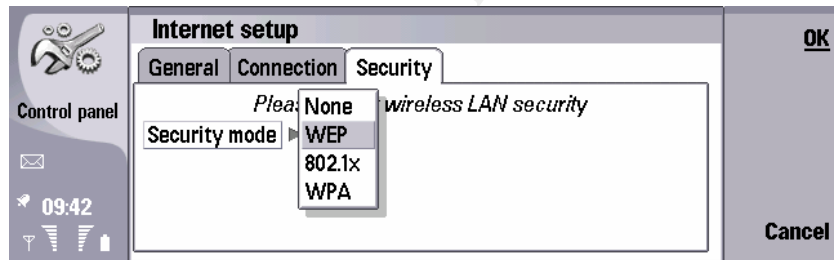 Internet setup
General Connection Security
wireless LAN security
Security mode
None
WEP
802.1x
WPA
Control panel
09:42
OK
Cancel